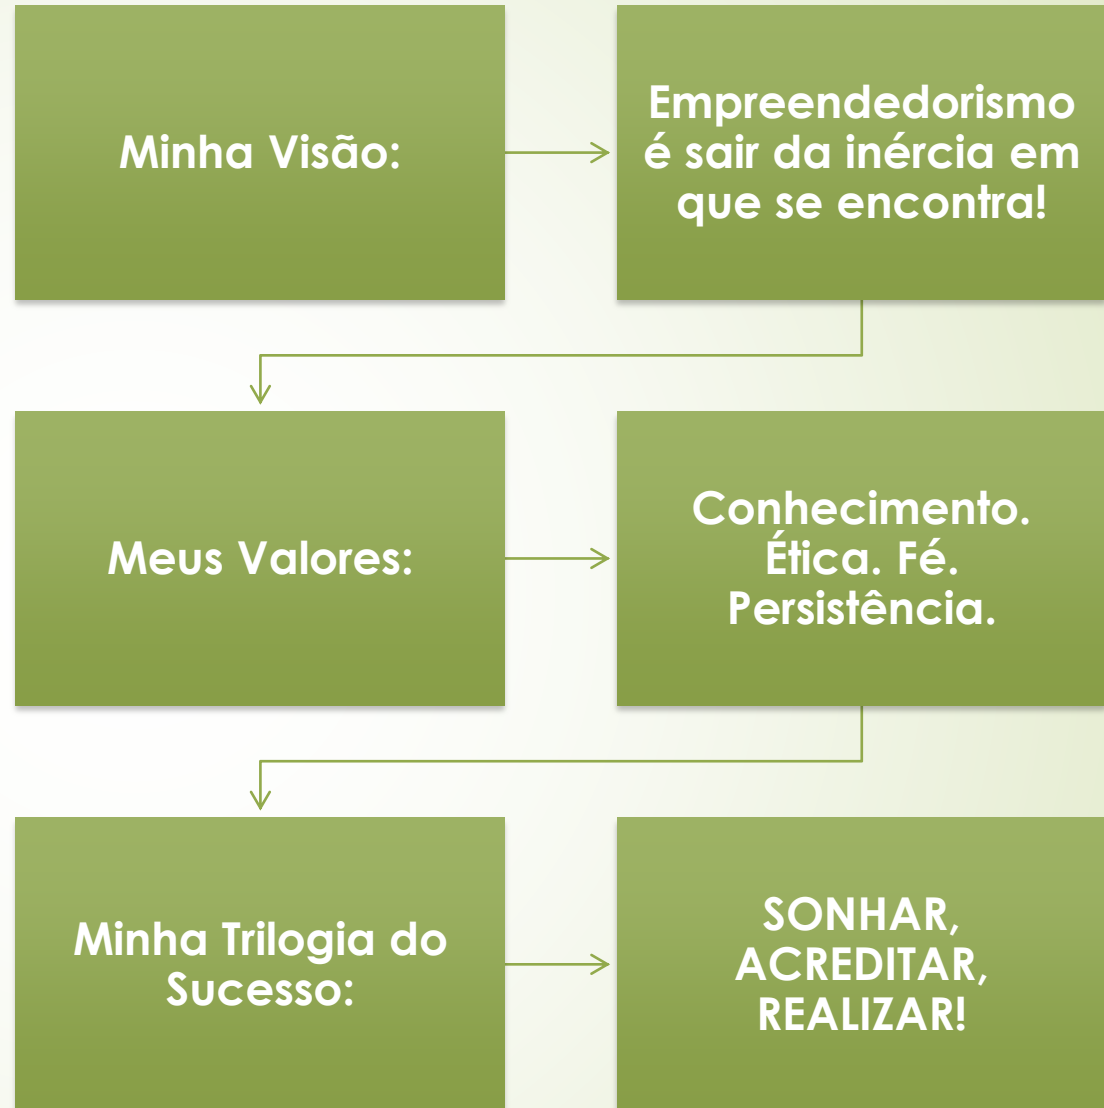 Minha Visão:
Empreendedorismo
é sair da inércia em
que se encontra!
Meus Valores:
Conhecimento.
Ética. Fé.
Persistência.
Minha Trilogia do
Sucesso:
SONHAR,
ACREDITAR,
REALIZAR!